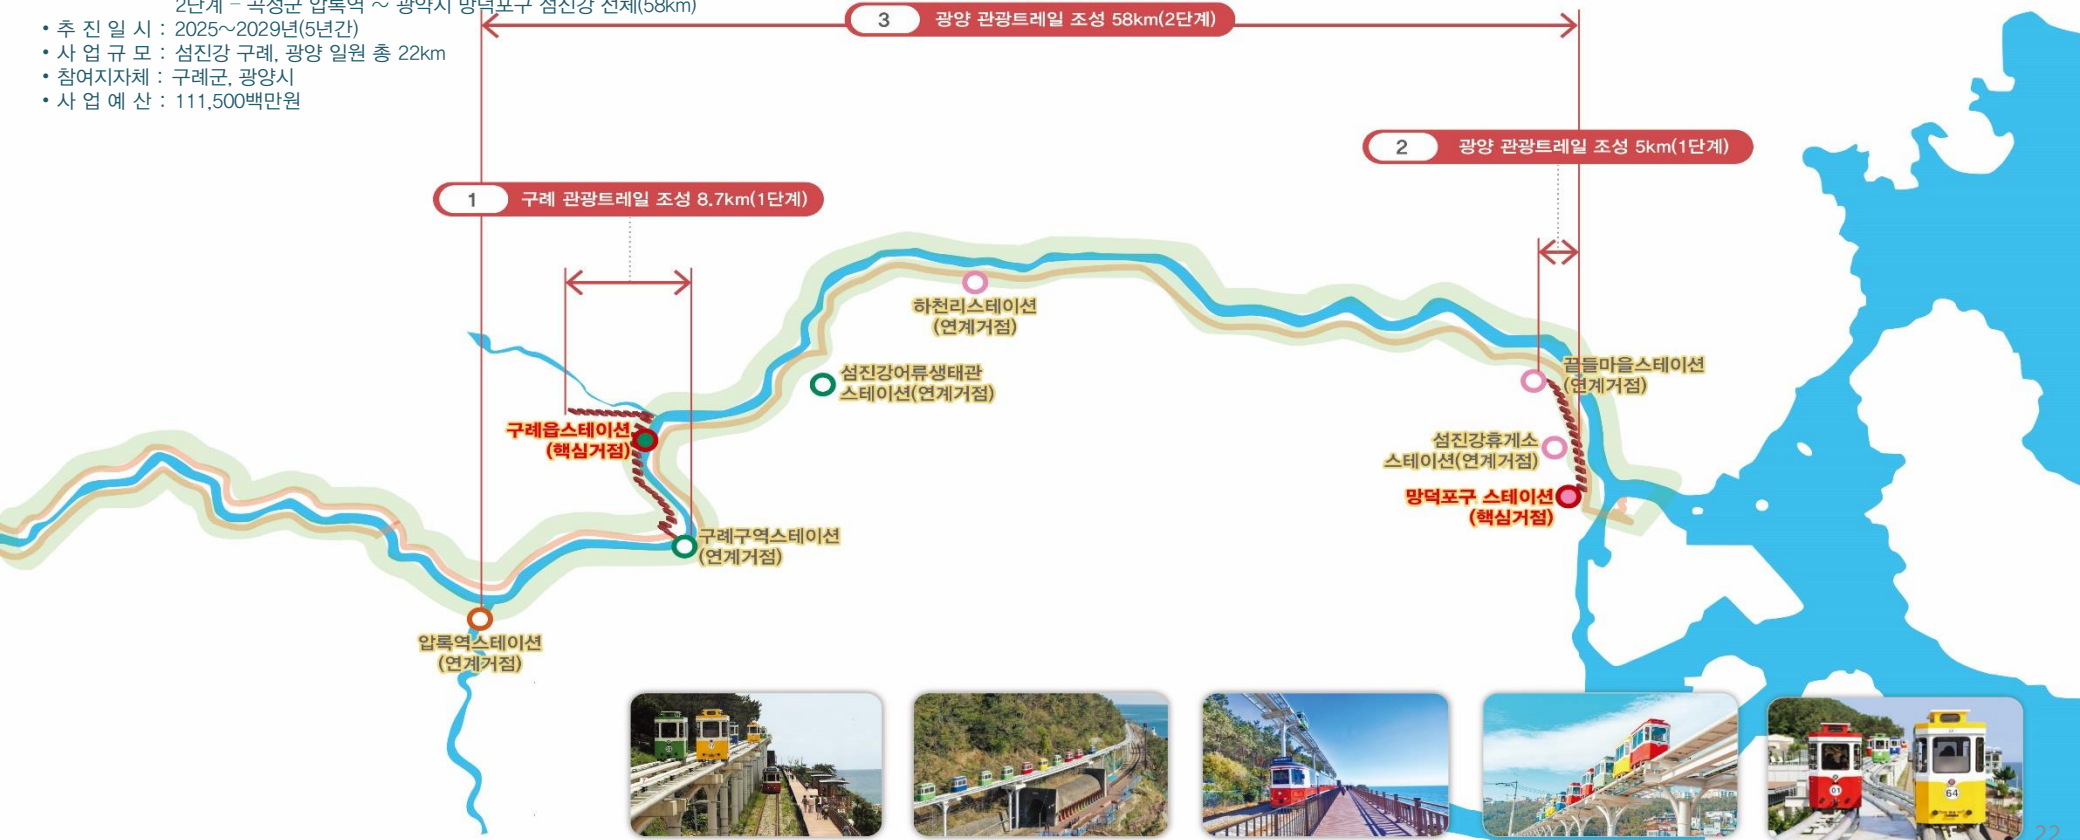 2단계 - 곡성군 압록역 ~ 광약시 망덕포구 섬진강 전체(58km)
• 추 진 일 시 : 2025~2029년(5년간)
• 사 업 규 모 : 섬진강 구례, 광양 일원 총 22km
• 참여지자체 : 구례군, 광양시
• 사 업 예 산 : 111,500백만원
3 광양 관광트레일 조성 58km(2단계)
2 광양 관광트레일 조성 5km(1단계)
1 구례 관광트레일 조성 8.7km(1단계)
하천리스테이션
(연계거점)
섬진강어류생태관
스테이션(연계거점)
끝들마을스테이션
(연계거점)
구례읍스테이션
(핵심거점)
섬진강휴게소
스테이션(연계거점)
망덕포구 스테이션
(핵심거점)
구례구역스테이션
(연계거점)
압록역스테이션
(연계거점)
01
64
22